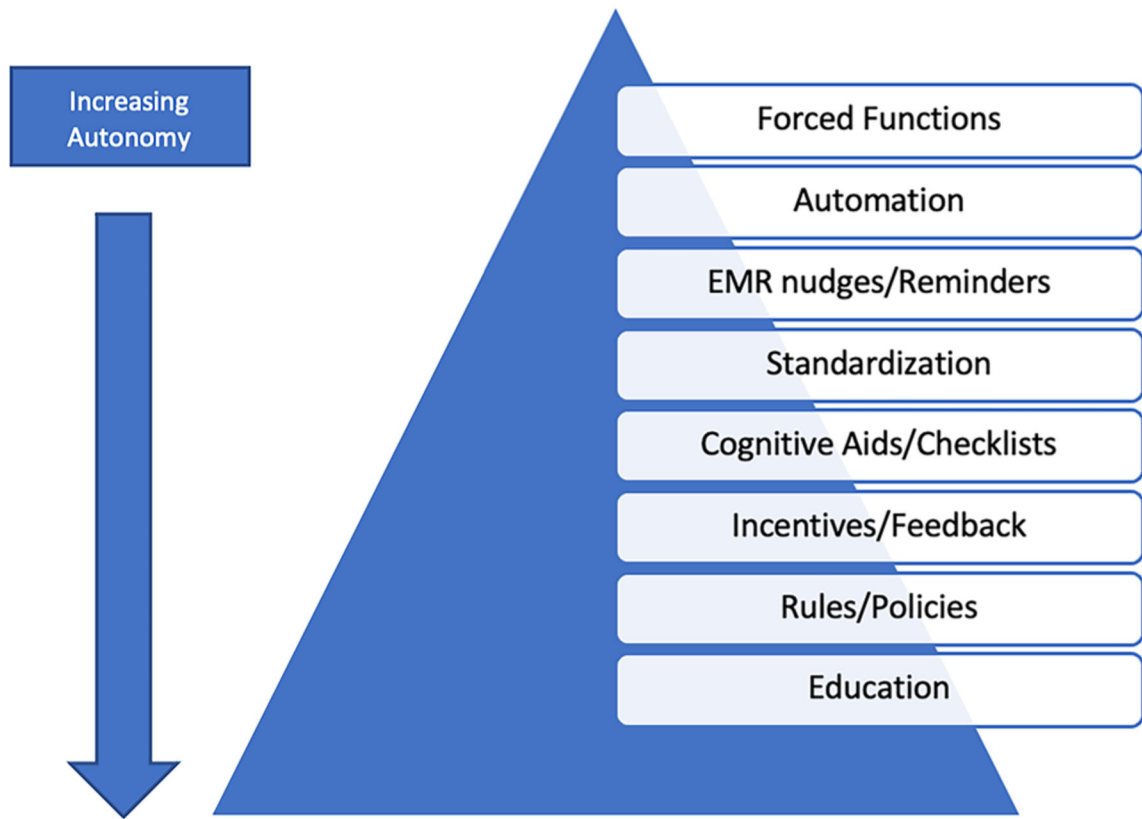 Increasing
Autonomy
Forced Functions
Automation
EMR nudges/Reminders
Standardization
Cognitive Aids/Checklists
Incentives/Feedback
Rules/Policies
Education